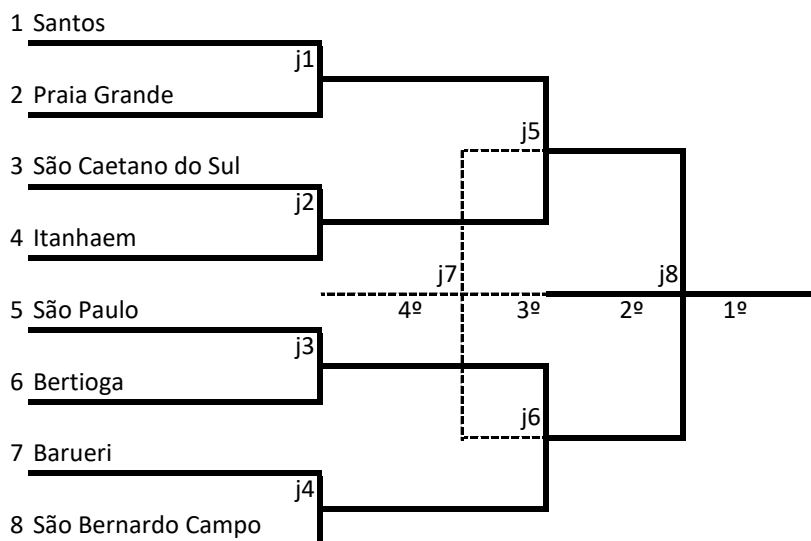 1 Santos
j1
2 Praia Grande
j5
3 São Caetano do Sul
j2
4 Itanhaem
j7
j8
5 São Paulo
4º 3º 2º 1º
j3
6 Bertioga
j6
7 Barueri
j4
8 São Bernardo Campo